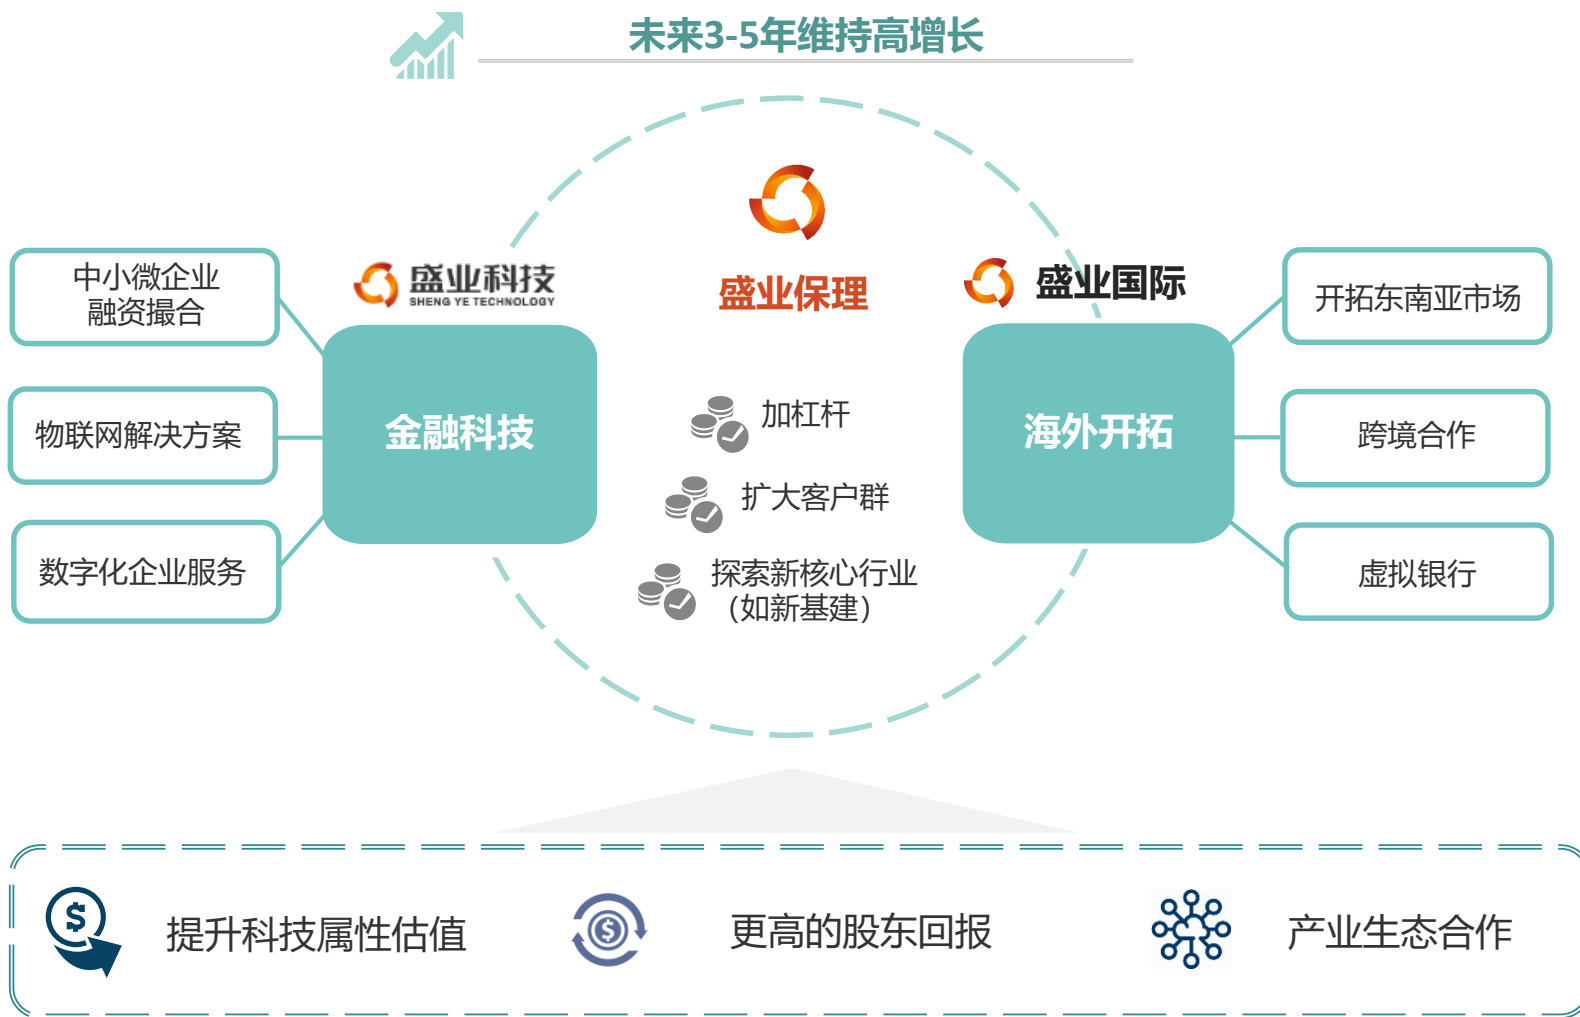 未来3-5年维持高增长
盛业科技
SHENG YE TECHNOLOGY
盛业保理
盛业国际
中小微企业
融资撮合
物联网解决方案
数字化企业服务
金融科技
加杠杆
扩大客户群
探索新核心行业
（如新基建）
海外开拓
开拓东南亚市场
跨境合作
虚拟银行
$
提升科技属性估值
$
更高的股东回报
产业生态合作